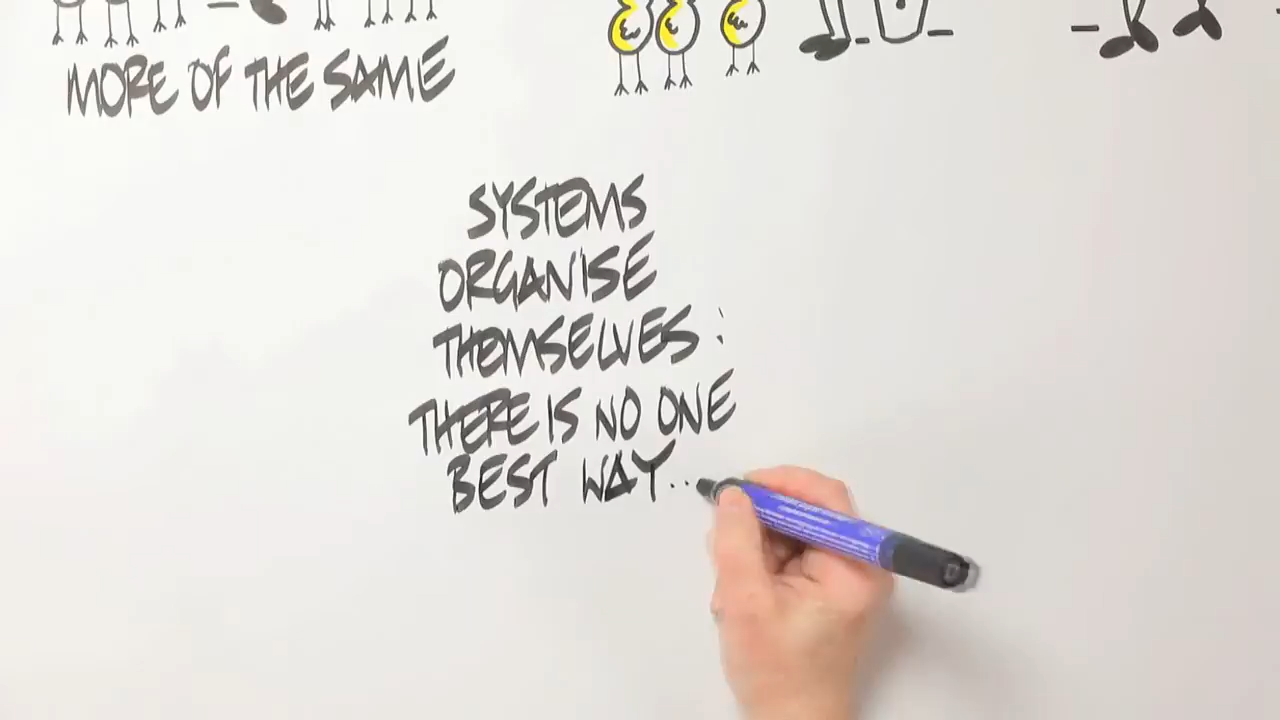 MORE OF THE SAME
SYSTEMS
ORGANISE
THEMSELVES:
THERE IS NO ONE
BEST WAY...